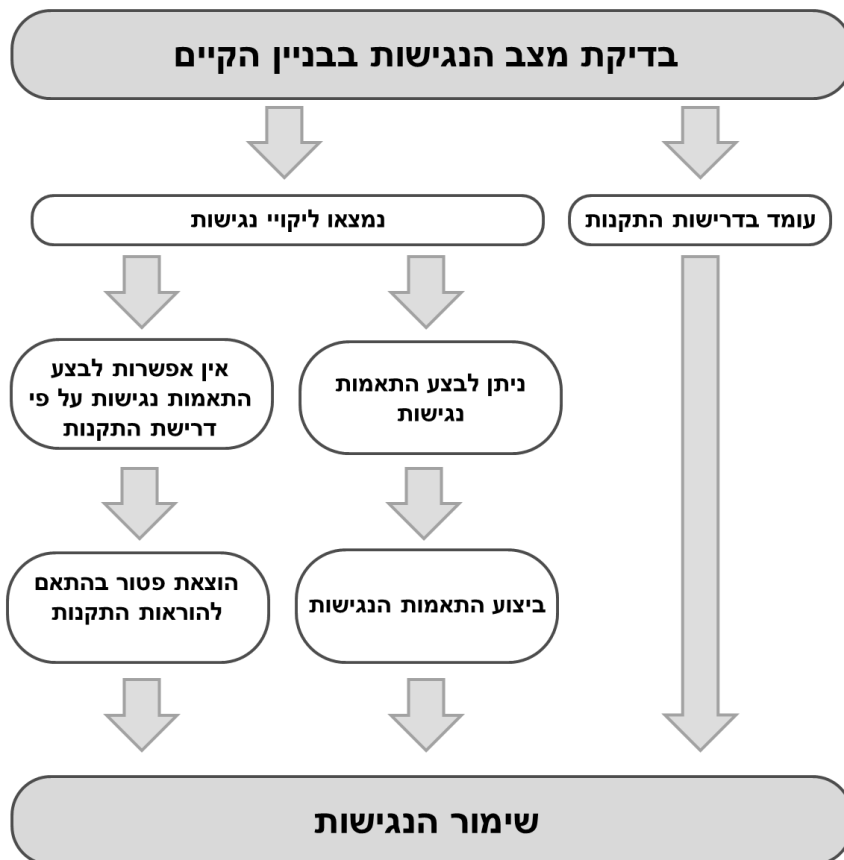 בדיקת מצב הנגישות בבניין הקיים
עומד בדרישות התקנות
נמצאו ליקויי נגישות
ניתן לבצע התאמות
נגישות
אין אפשרות לבצע
התאמות נגישות על פי
דרישת התקנות
ביצוע התאמות הנגישות
הוצאת פטור בהתאם
להוראות התקנות
שימור הנגישות